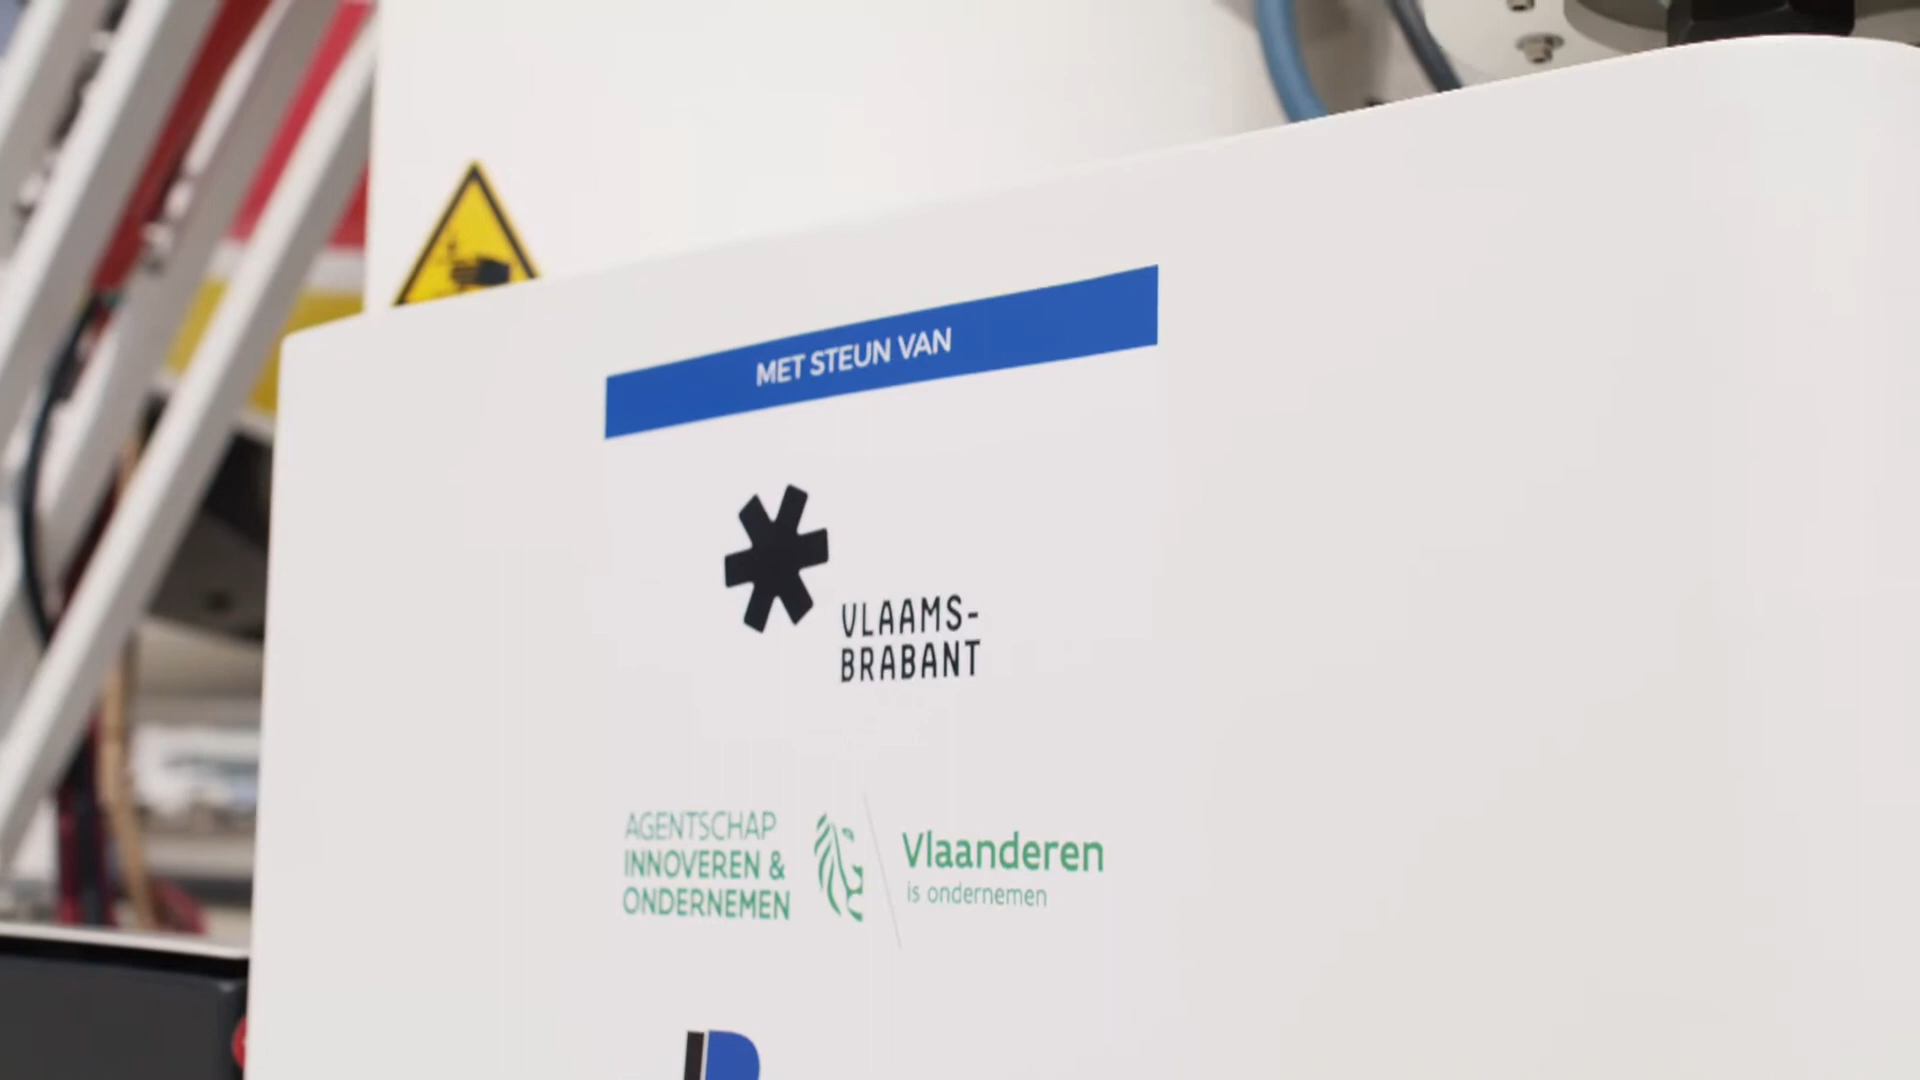 MET STEUN VAN
VLAAMS-
BRABANT
AGENTSCHAP
INNOVEREN &
ONDERNEMEN
Vlaanderen
is ondernemen